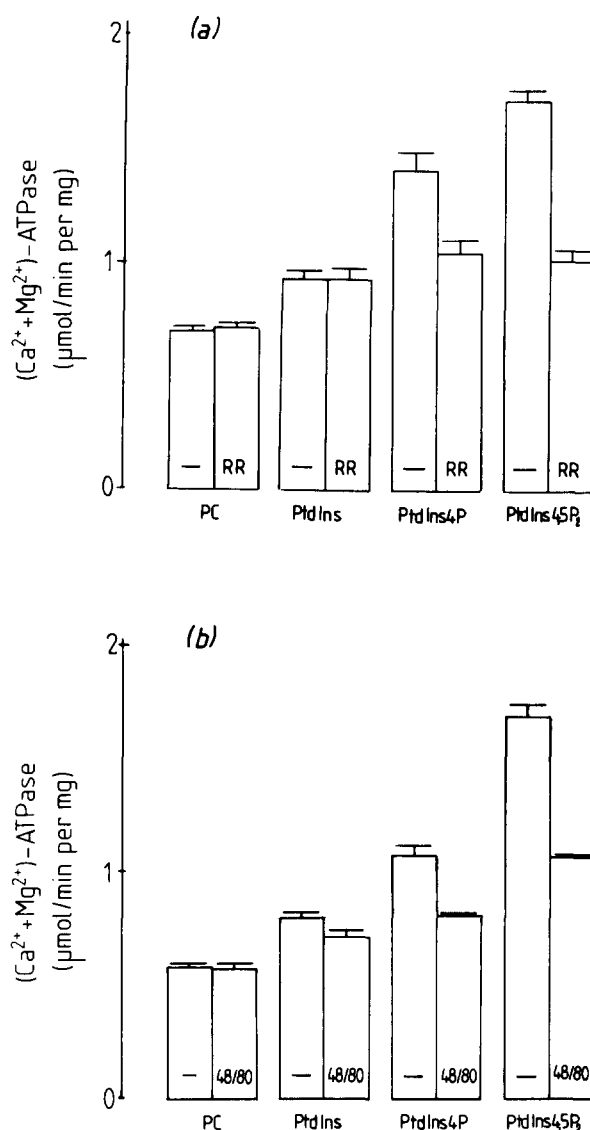 (a)
2
1
0
(Ca²⁺+Mg²⁺)-ATPase
(µmol/min per mg)
— RR — RR — RR — RR
PC PtdIns PtdIns4P PtdIns4,5P₂
(b)
2
1
0
(Ca²⁺+Mg²⁺)-ATPase
(µmol/min per mg)
— 48/80 — 48/80 — 48/80 — 48/80
PC PtdIns PtdIns4P PtdIns4,5P₂